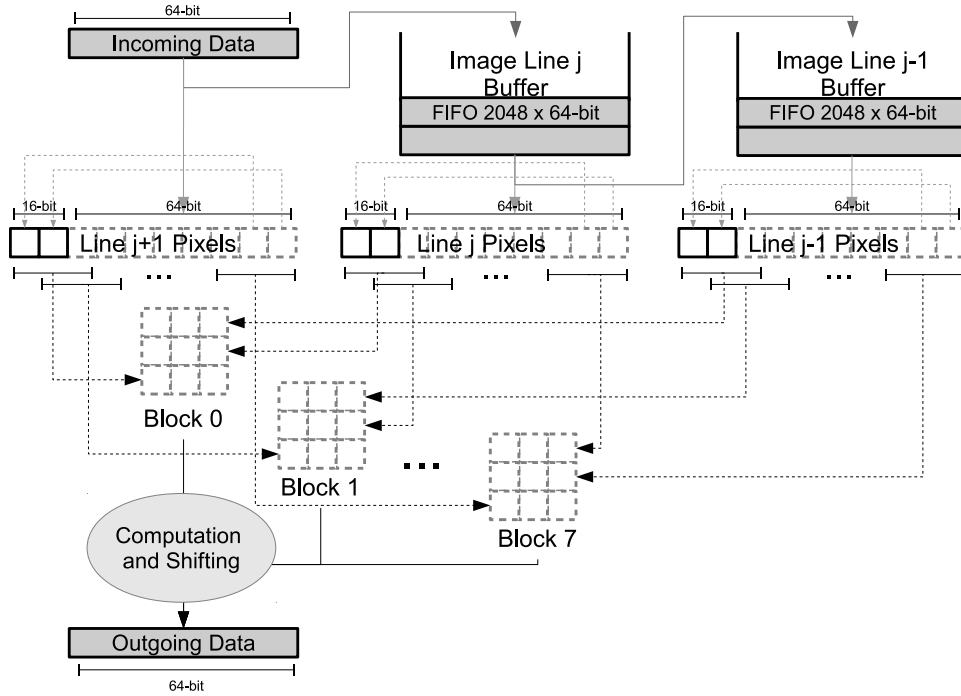 64-bit
Incoming Data
Image Line j
Buffer
FIFO 2048 x 64-bit
Image Line j-1
Buffer
FIFO 2048 x 64-bit
16-bit
64-bit
16-bit
64-bit
16-bit
64-bit
Line j+1 Pixels
Line j Pixels
Line j-1 Pixels
...
...
...
Block 0
Block 1
...
Block 7
Computation
and Shifting
Outgoing Data
64-bit